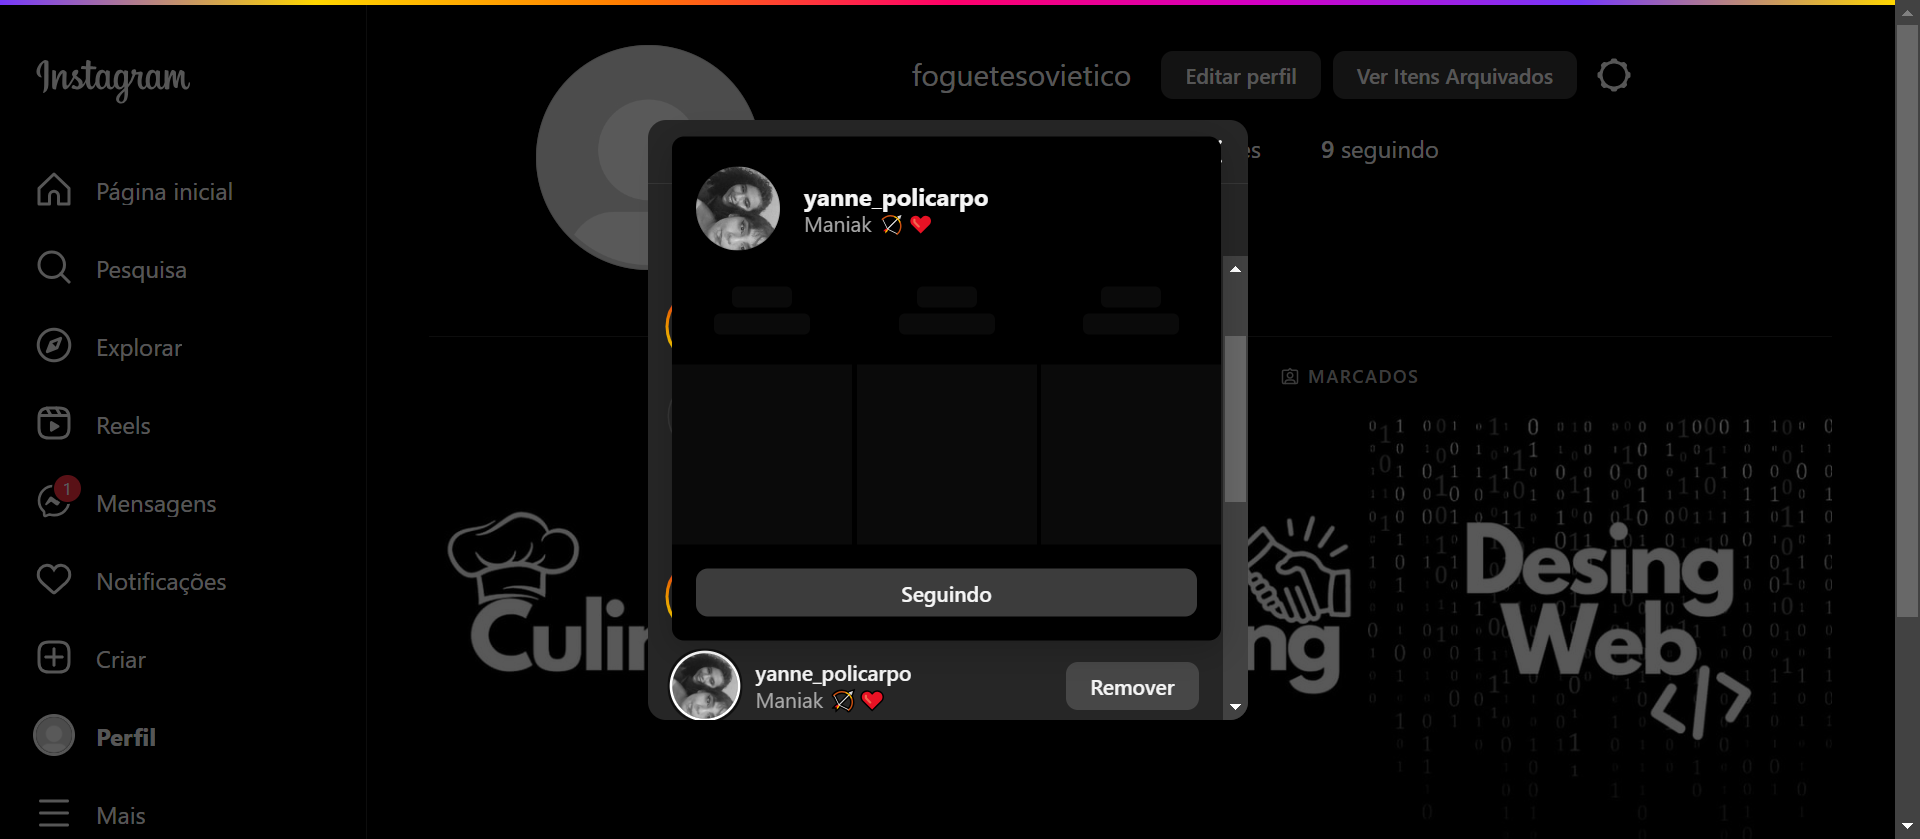 Instagram
foguetesovietico
Editar perfil
Ver Itens Arquivados
es
9 seguindo
Página inicial
Pesquisa
Explorar
Reels
1
Mensagens
Notificações
Criar
Perfil
Mais
yanne_policarpo
Maniak 🏹 ❤️
Seguindo
yanne_policarpo
Maniak 🏹 ❤️
Remover
MARCADOS
Culin
ng
Desing
Web
</>